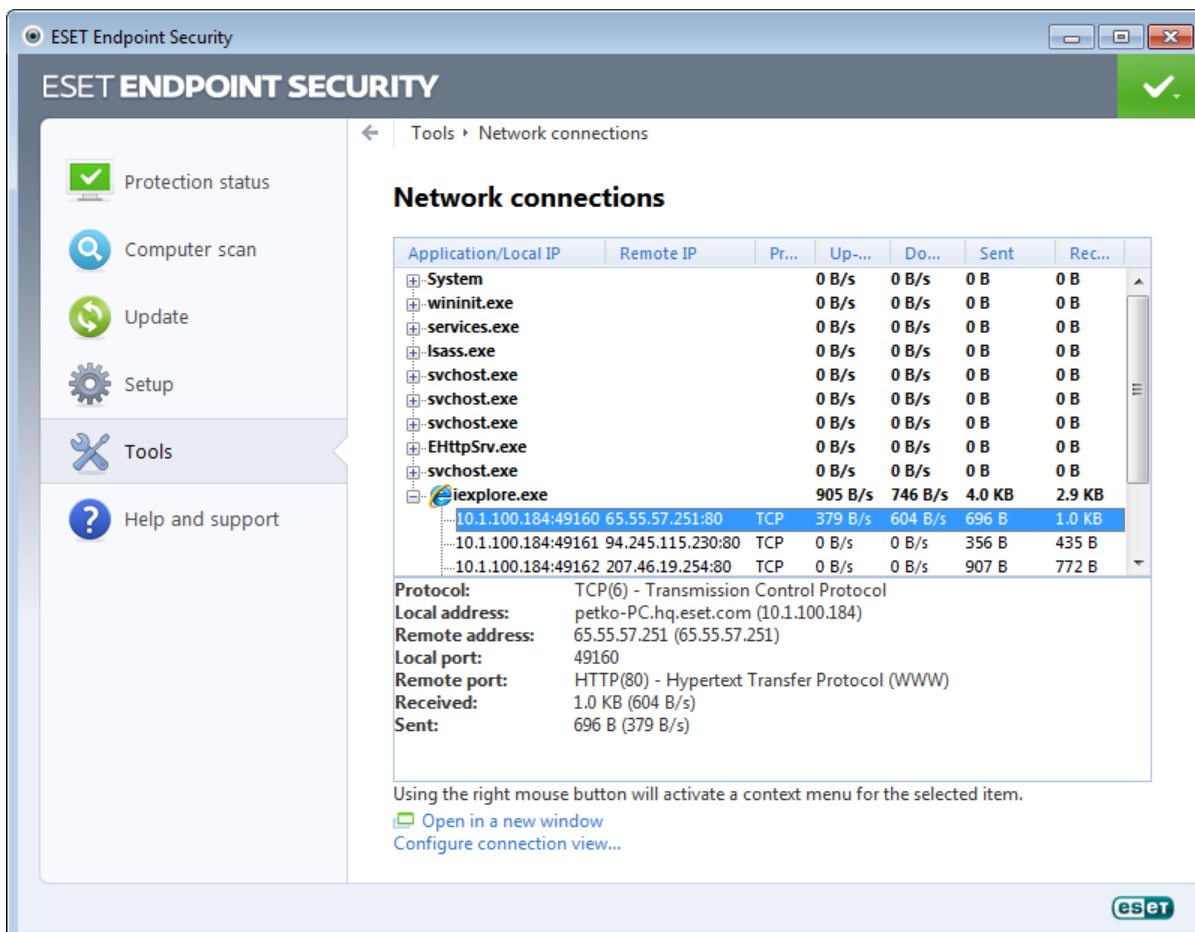 ESET Endpoint Security
ESET ENDPOINT SECURITY
Protection status
Computer scan
Update
Setup
Tools
Help and support
Tools ▸ Network connections
Network connections
Application/Local IP Remote IP Pr... Up-... Do... Sent Rec...
System 0 B/s 0 B/s 0 B 0 B
wininit.exe 0 B/s 0 B/s 0 B 0 B
services.exe 0 B/s 0 B/s 0 B 0 B
lsass.exe 0 B/s 0 B/s 0 B 0 B
svchost.exe 0 B/s 0 B/s 0 B 0 B
svchost.exe 0 B/s 0 B/s 0 B 0 B
svchost.exe 0 B/s 0 B/s 0 B 0 B
EHttpSrv.exe 0 B/s 0 B/s 0 B 0 B
svchost.exe 0 B/s 0 B/s 0 B 0 B
iexplore.exe 905 B/s 746 B/s 4.0 KB 2.9 KB
10.1.100.184:49160 65.55.57.251:80 TCP 379 B/s 604 B/s 696 B 1.0 KB
10.1.100.184:49161 94.245.115.230:80 TCP 0 B/s 0 B/s 356 B 435 B
10.1.100.184:49162 207.46.19.254:80 TCP 0 B/s 0 B/s 907 B 772 B
Protocol: TCP(6) - Transmission Control Protocol
Local address: petko-PC.hq.eset.com (10.1.100.184)
Remote address: 65.55.57.251 (65.55.57.251)
Local port: 49160
Remote port: HTTP(80) - Hypertext Transfer Protocol (WWW)
Received: 1.0 KB (604 B/s)
Sent: 696 B (379 B/s)
Using the right mouse button will activate a context menu for the selected item.
Open in a new window
Configure connection view...
eset